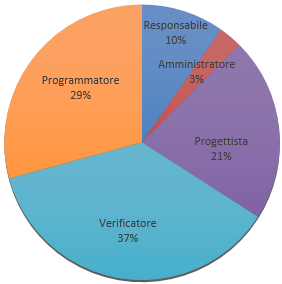 Responsabile
10%
Amministratore
3%
Programmatore
29%
Progettista
21%
Verificatore
37%